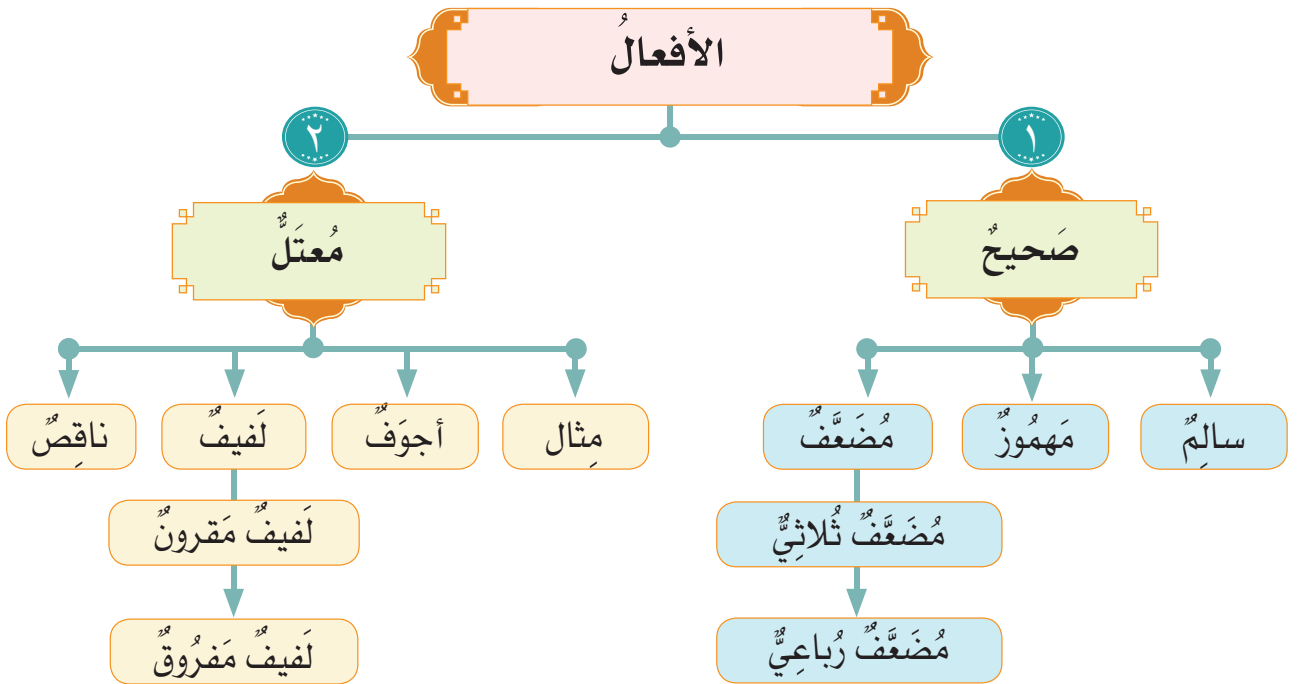 الأفعالُ
١
٢
صَحيحٌ
مُعتَلٌّ
سالِمٌ
مَهمُوزٌ
مُضَعَّفٌ
مِثال
أجوَفٌ
لَفيفٌ
ناقِصٌ
مُضَعَّفٌ ثُلاثِيٌّ
لَفيفٌ مَقرونٌ
مُضَعَّفٌ رُباعِيٌّ
لَفيفٌ مَفرُوقٌ